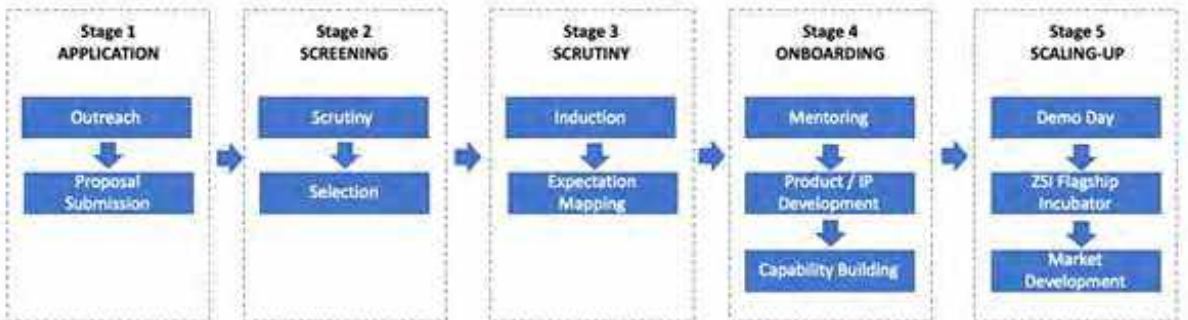 Stage 1
APPLICATION
Outreach
Proposal
Submission
Stage 2
SCREENING
Scrutiny
Selection
Stage 3
SCRUTINY
Induction
Expectation
Mapping
Stage 4
ONBOARDING
Mentoring
Product / IP
Development
Capability Building
Stage 5
SCALING-UP
Demo Day
ZSI Flagship
Incubator
Market
Development